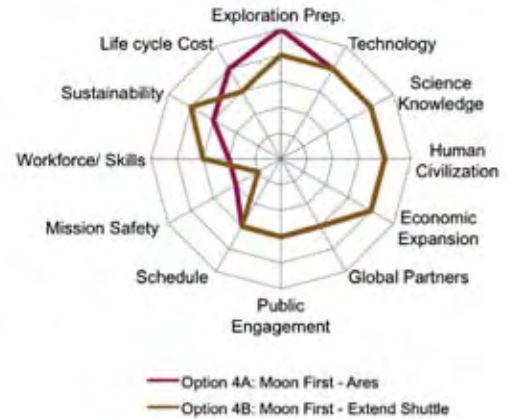 Exploration Prep.
Life cycle Cost
Technology
Sustainability
Science
Knowledge
Workforce/ Skills
Human
Civilization
Mission Safety
Economic
Expansion
Schedule
Global Partners
Public
Engagement
Option 4A: Moon First - Ares
Option 4B: Moon First - Extend Shuttle